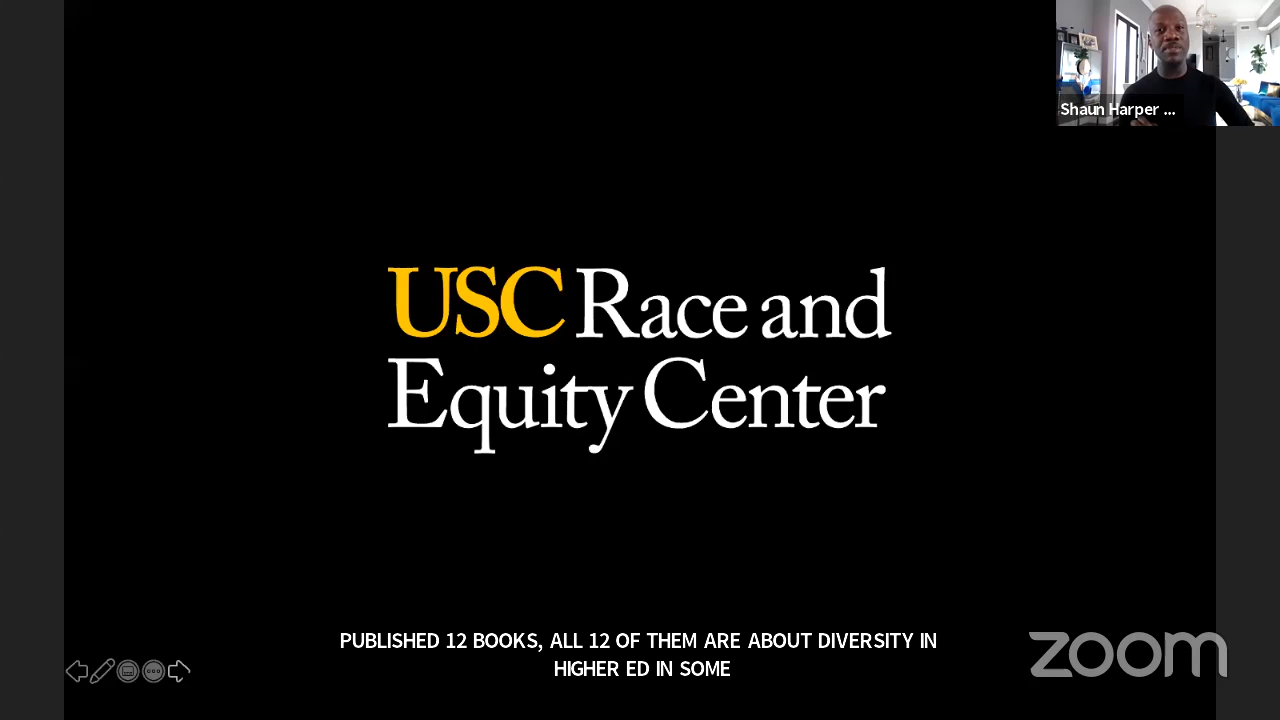 Shaun Harper ...
USC Race and
Equity Center
PUBLISHED 12 BOOKS, ALL 12 OF THEM ARE ABOUT DIVERSITY IN
HIGHER ED IN SOME
zoom